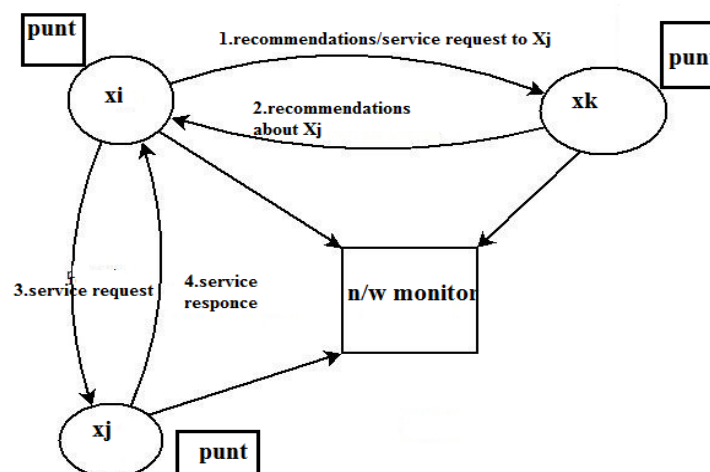 punt
1.recommendations/service request to Xj
punt
xi
xk
2.recommendations
about Xj
n/w monitor
3.service request
4.service
responce
xj
punt